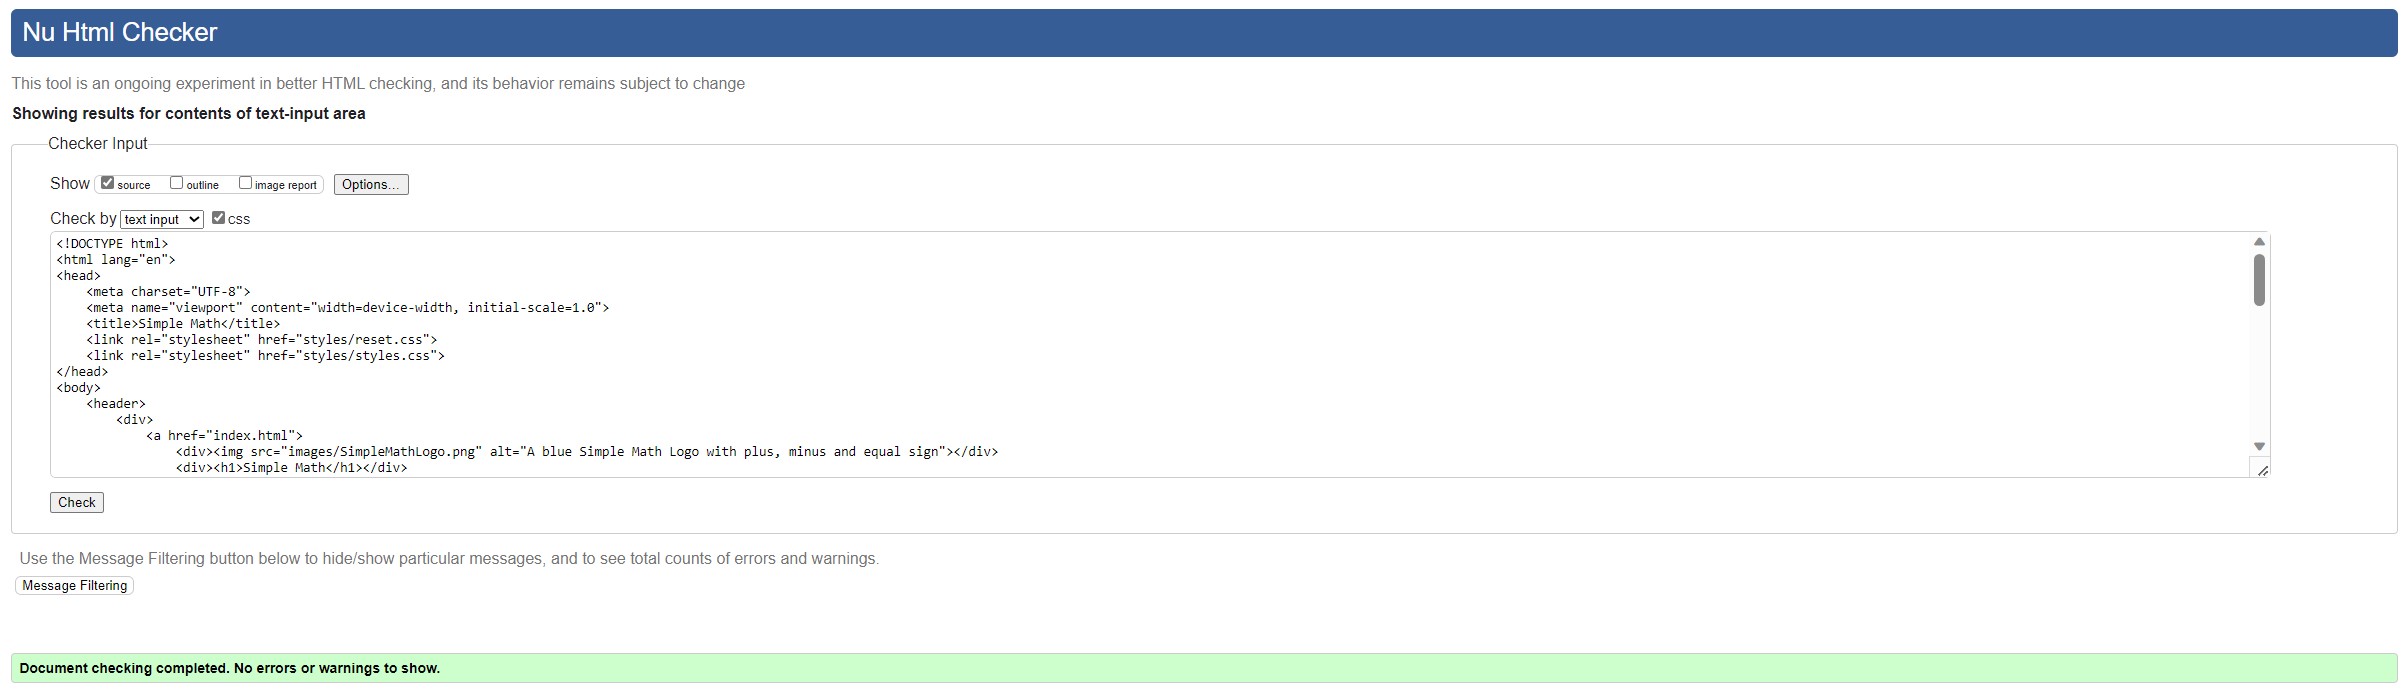 Nu Html Checker
This tool is an ongoing experiment in better HTML checking, and its behavior remains subject to change
Showing results for contents of text-input area
Checker Input
Show source outline image report Options...
Check by text input css
<!DOCTYPE html>
<html lang="en">
<head>
    <meta charset="UTF-8">
    <meta name="viewport" content="width=device-width, initial-scale=1.0">
    <title>Simple Math</title>
    <link rel="stylesheet" href="styles/reset.css">
    <link rel="stylesheet" href="styles/styles.css">
</head>
<body>
    <header>
        <div>
            <a href="index.html">
                <div><img src="images/SimpleMathLogo.png" alt="A blue Simple Math Logo with plus, minus and equal sign"></div>
                <div><h1>Simple Math</h1></div>
Check
Use the Message Filtering button below to hide/show particular messages, and to see total counts of errors and warnings.
Message Filtering
Document checking completed. No errors or warnings to show.